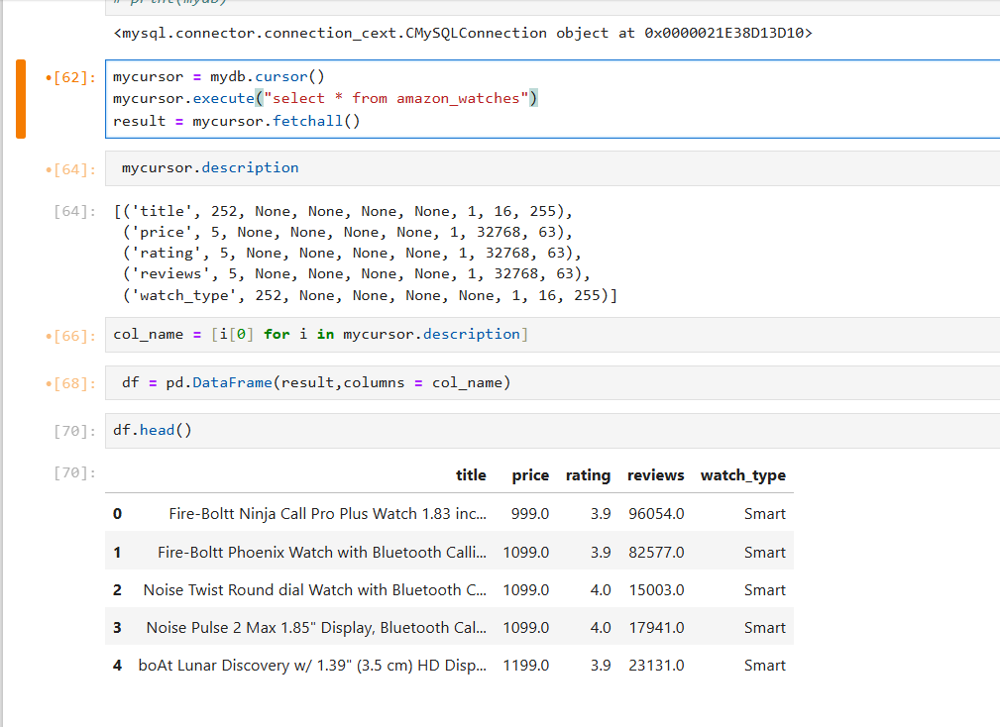 # print(mydb)
<mysql.connector.connection_cext.CMySQLConnection object at 0x0000021E38D13D10>
•[62]: mycursor = mydb.cursor()
mycursor.execute("select * from amazon_watches")
result = mycursor.fetchall()
•[64]: mycursor.description
[64]: [('title', 252, None, None, None, None, 1, 16, 255),
('price', 5, None, None, None, None, 1, 32768, 63),
('rating', 5, None, None, None, None, 1, 32768, 63),
('reviews', 5, None, None, None, None, 1, 32768, 63),
('watch_type', 252, None, None, None, None, 1, 16, 255)]
•[66]: col_name = [i[0] for i in mycursor.description]
•[68]: df = pd.DataFrame(result,columns = col_name)
[70]: df.head()
[70]: title price rating reviews watch_type
0 Fire-Boltt Ninja Call Pro Plus Watch 1.83 inc... 999.0 3.9 96054.0 Smart
1 Fire-Boltt Phoenix Watch with Bluetooth Calli... 1099.0 3.9 82577.0 Smart
2 Noise Twist Round dial Watch with Bluetooth C... 1099.0 4.0 15003.0 Smart
3 Noise Pulse 2 Max 1.85" Display, Bluetooth Cal... 1099.0 4.0 17941.0 Smart
4 boAt Lunar Discovery w/ 1.39" (3.5 cm) HD Disp... 1199.0 3.9 23131.0 Smart